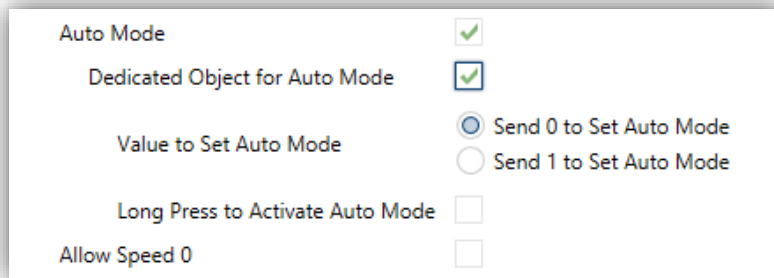 Auto Mode
Dedicated Object for Auto Mode
Value to Set Auto Mode
Send 0 to Set Auto Mode
Send 1 to Set Auto Mode
Long Press to Activate Auto Mode
Allow Speed 0